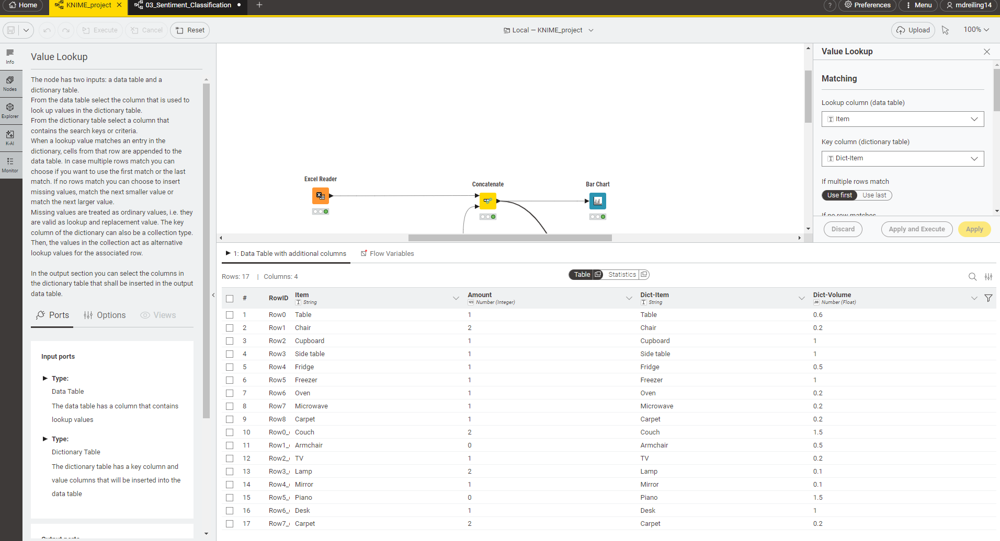 Home
KNIME_project
03_Sentiment_Classification
?
Preferences
Menu
mdreiling14
Execute
Cancel
Reset
Local — KNIME_project
Upload
100%
Info
Nodes
Explorer
K-AI
Monitor
Value Lookup
The node has two inputs: a data table and a
dictionary table.
From the data table select the column that is used to
look up values in the dictionary table.
From the dictionary table select a column that
contains the search keys or criteria.
When a lookup value matches an entry in the
dictionary, cells from that row are appended to the
data table. In case multiple rows match you can
choose if you want to use the first match or the last
match. If no rows match you can choose to insert
missing values, match the next smaller value or
match the next larger value.
Missing values are treated as ordinary values, i.e. they
are valid as lookup and replacement value. The key
column of the dictionary can also be a collection type.
Then, the values in the collection act as alternative
lookup values for the associated row.
In the output section you can select the columns in
the dictionary table that shall be inserted in the output
data table.
Ports Options Views
Input ports
Type:
Data Table
The data table has a column that contains
lookup values
Type:
Dictionary Table
The dictionary table has a key column and
value columns that will be inserted into the
data table
Output ports
Excel Reader
Concatenate
Bar Chart
Value Lookup
Matching
Lookup column (data table)
Item
Key column (dictionary table)
Dict-Item
If multiple rows match
Use first Use last
If no row matches
Discard Apply and Execute Apply
1: Data Table with additional columns Flow Variables
Rows: 17 | Columns: 4
Table Statistics
# RowID Item Amount Dict-Item Dict-Volume
String Number (Integer) String Number (Float)
1 Row0 Table 1 Table 0.6
2 Row1 Chair 2 Chair 0.2
3 Row2 Cupboard 1 Cupboard 1
4 Row3 Side table 1 Side table 1
5 Row4 Fridge 1 Fridge 0.5
6 Row5 Freezer 1 Freezer 1
7 Row6 Oven 1 Oven 0.2
8 Row7 Microwave 1 Microwave 0.2
9 Row8 Carpet 1 Carpet 0.2
10 Row0_ Couch 2 Couch 1.5
11 Row1_ Armchair 0 Armchair 0.5
12 Row2_ TV 1 TV 0.2
13 Row3_ Lamp 2 Lamp 0.1
14 Row4_ Mirror 1 Mirror 0.1
15 Row5_ Piano 0 Piano 1.5
16 Row6_ Desk 1 Desk 1
17 Row7_ Carpet 2 Carpet 0.2